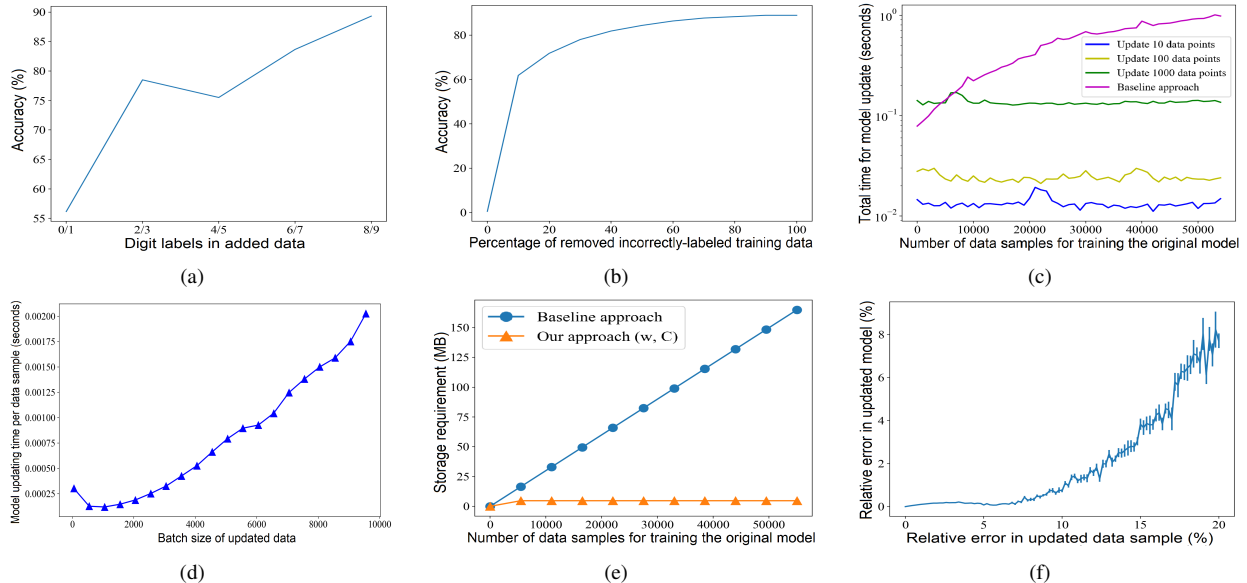 90
85
80
75
70
65
60
55
Accuracy (%)
0/1
2/3
4/5
6/7
8/9
Digit labels in added data
(a)
80
60
40
20
0
Accuracy (%)
0
20
40
60
80
100
Percentage of removed incorrectly-labeled training data
(b)
10⁰
10⁻¹
10⁻²
Total time for model update (seconds)
Update 10 data points
Update 100 data points
Update 1000 data points
Baseline approach
0
10000
20000
30000
40000
50000
Number of data samples for training the original model
(c)
0.00200
0.00175
0.00150
0.00125
0.00100
0.00075
0.00050
0.00025
Model updating time per data sample (seconds)
0
2000
4000
6000
8000
10000
Batch size of updated data
(d)
150
125
100
75
50
25
0
Storage requirement (MB)
Baseline approach
Our approach (w, C)
0
10000
20000
30000
40000
50000
Number of data samples for training the original model
(e)
8
6
4
2
0
Relative error in updated model (%)
0
5
10
15
20
Relative error in updated data sample (%)
(f)